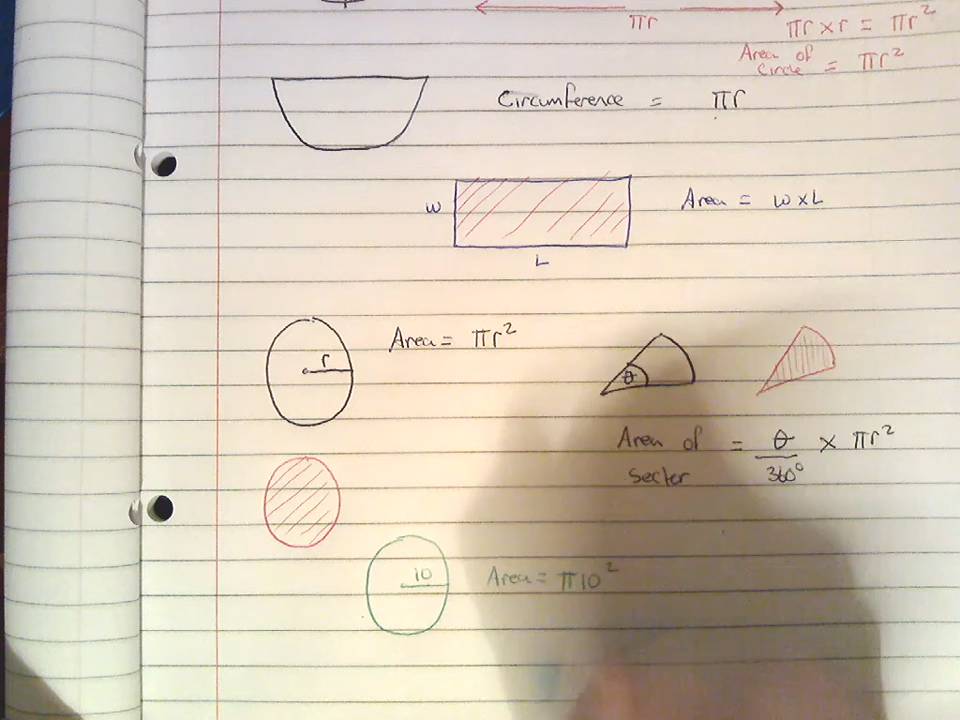 πr
πr × r = πr²
Area of
Circle = πr²
Circumference = πr
w
Area = w×L
L
r
Area = πr²
θ
Area of
sector = θ/360° × πr²
10
Area = π10²